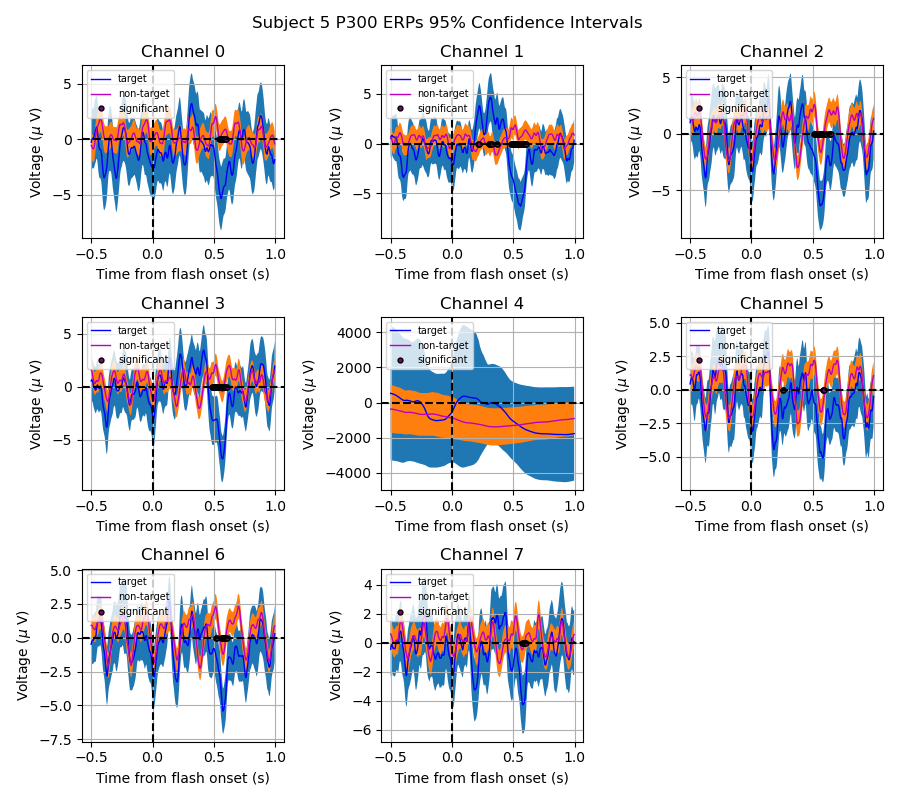 Subject 5 P300 ERPs 95% Confidence Intervals
Channel 0
target
non-target
significant
5
0
−5
Voltage (μ V)
−0.5 0.0 0.5 1.0
Time from flash onset (s)
Channel 1
target
non-target
significant
5
0
−5
Voltage (μ V)
−0.5 0.0 0.5 1.0
Time from flash onset (s)
Channel 2
target
non-target
significant
5
0
−5
Voltage (μ V)
−0.5 0.0 0.5 1.0
Time from flash onset (s)
Channel 3
target
non-target
significant
5
0
−5
Voltage (μ V)
−0.5 0.0 0.5 1.0
Time from flash onset (s)
Channel 4
target
non-target
significant
4000
2000
0
−2000
−4000
Voltage (μ V)
−0.5 0.0 0.5 1.0
Time from flash onset (s)
Channel 5
target
non-target
significant
5.0
2.5
0.0
−2.5
−5.0
Voltage (μ V)
−0.5 0.0 0.5 1.0
Time from flash onset (s)
Channel 6
target
non-target
significant
5.0
2.5
0.0
−2.5
−5.0
−7.5
Voltage (μ V)
−0.5 0.0 0.5 1.0
Time from flash onset (s)
Channel 7
target
non-target
significant
4
2
0
−2
−4
−6
Voltage (μ V)
−0.5 0.0 0.5 1.0
Time from flash onset (s)